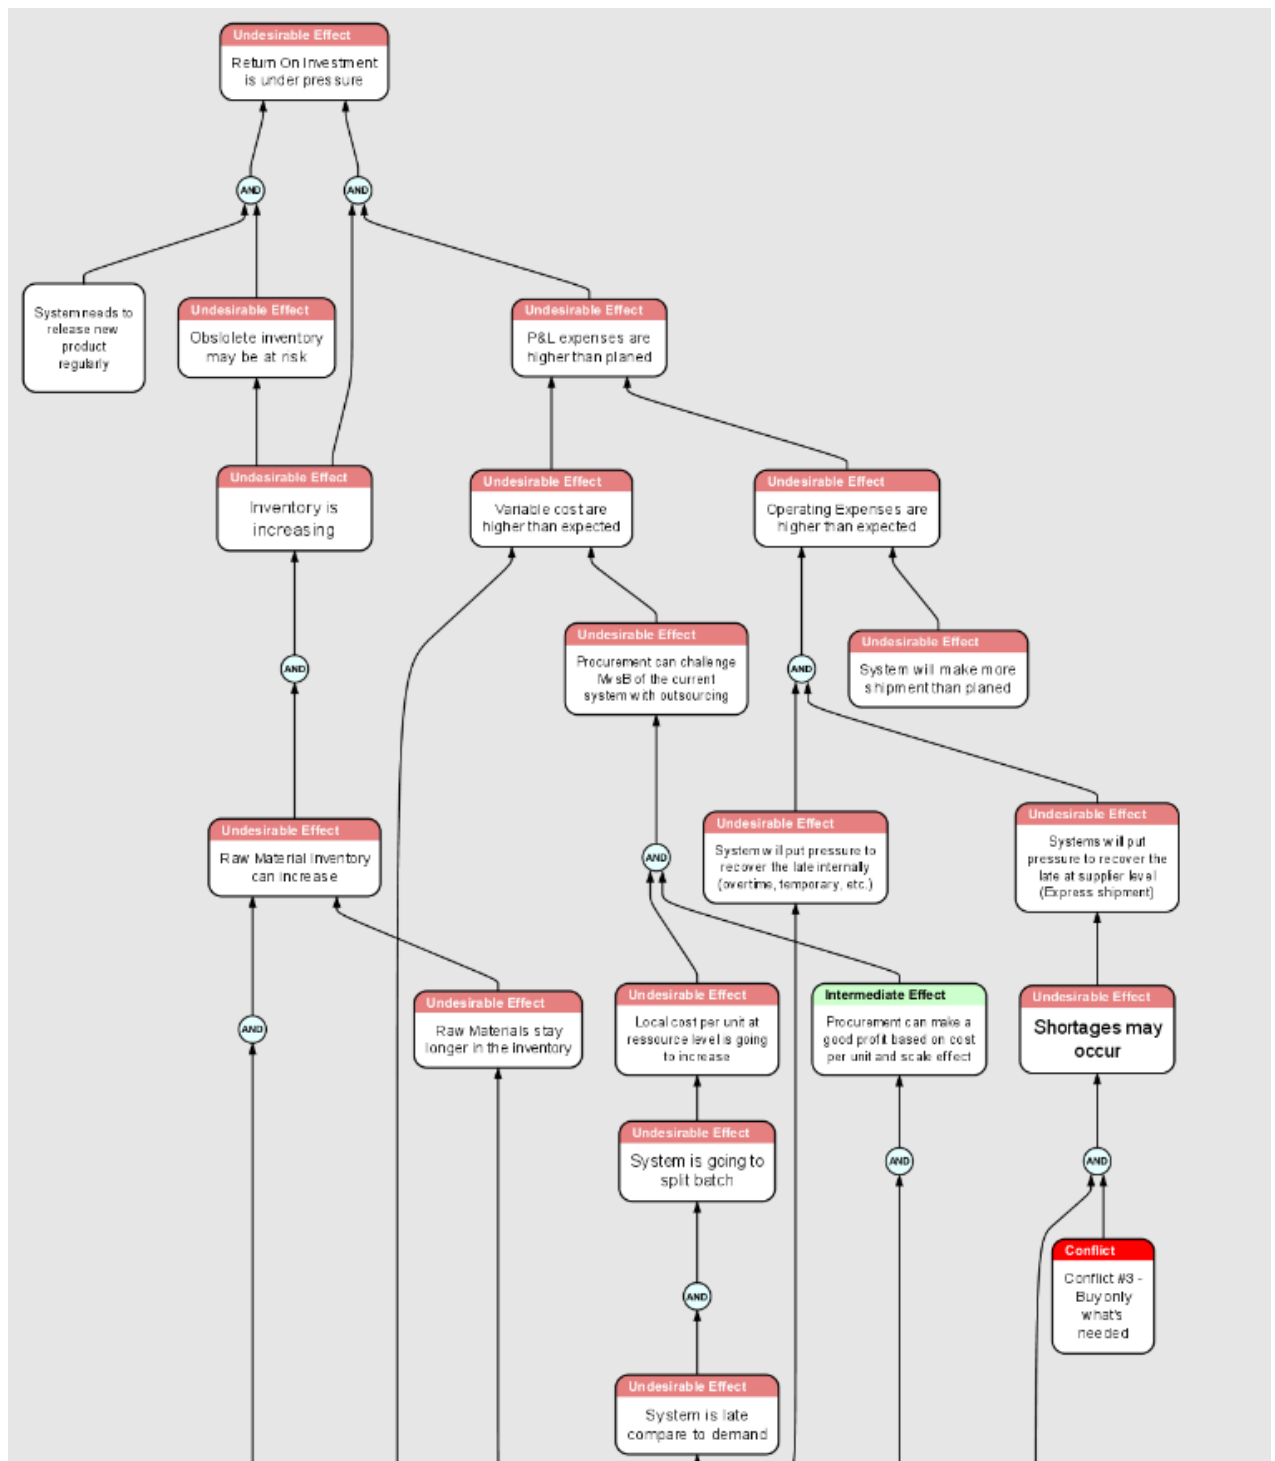 Undesirable Effect
Return On Investment
is under pressure
AND
AND
System needs to
release new
product
regularly
Undesirable Effect
Obslolete inventory
may be at risk
Undesirable Effect
P&L expenses are
higher than planed
Undesirable Effect
Inventory is
increasing
Undesirable Effect
Variable cost are
higher than expected
Undesirable Effect
Operating Expenses are
higher than expected
Undesirable Effect
Procurement can challenge
MvsB of the current
system with outsourcing
Undesirable Effect
System will make more
shipment than planed
AND
AND
Undesirable Effect
Raw Material Inventory
can increase
AND
Undesirable Effect
System will put pressure to
recover the late internally
(overtime, temporary, etc.)
Undesirable Effect
Systems will put
pressure to recover the
late at supplier level
(Express shipment)
AND
Undesirable Effect
Raw Materials stay
longer in the inventory
Undesirable Effect
Local cost per unit at
ressource level is going
to increase
Intermediate Effect
Procurement can make a
good profit based on cost
per unit and scale effect
Undesirable Effect
Shortages may
occur
Undesirable Effect
System is going to
split batch
AND
AND
Conflict
Conflict #3 -
Buy only
what's
needed
AND
Undesirable Effect
System is late
compare to demand